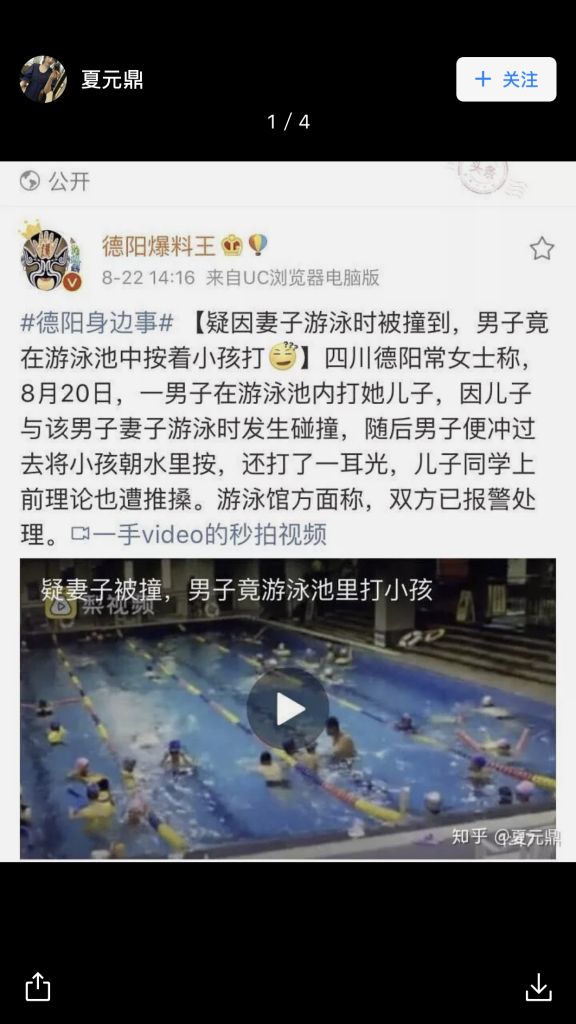 夏元鼎
+ 关注
1 / 4
公开
头条
德阳爆料王
8-22 14:16 来自UC浏览器电脑版
#德阳身边事# 【疑因妻子游泳时被撞到，男子竟
在游泳池中按着小孩打】四川德阳常女士称，
8月20日，一男子在游泳池内打她儿子，因儿子
与该男子妻子游泳时发生碰撞，随后男子便冲过
去将小孩朝水里按，还打了一耳光，儿子同学上
前理论也遭推搡。游泳馆方面称，双方已报警处
理。一手video的秒拍视频
疑妻子被撞，男子竟游泳池里打小孩
梨视频
知乎 @夏元鼎